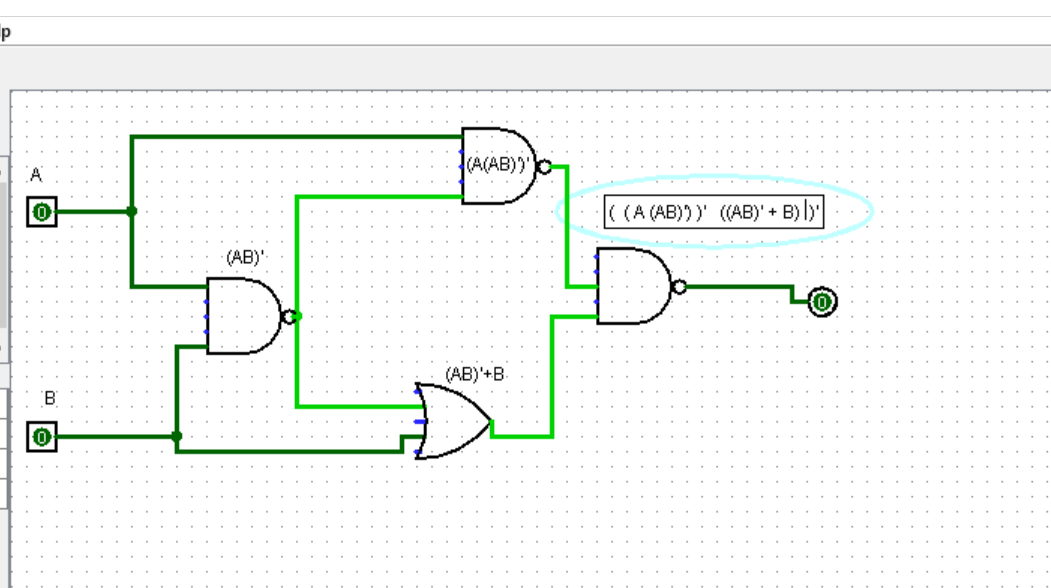 lp
(A(AB)')'
A
( ( A (AB)') )' ((AB)' + B) )'
0
(AB)'
0
(AB)'+B
B
0